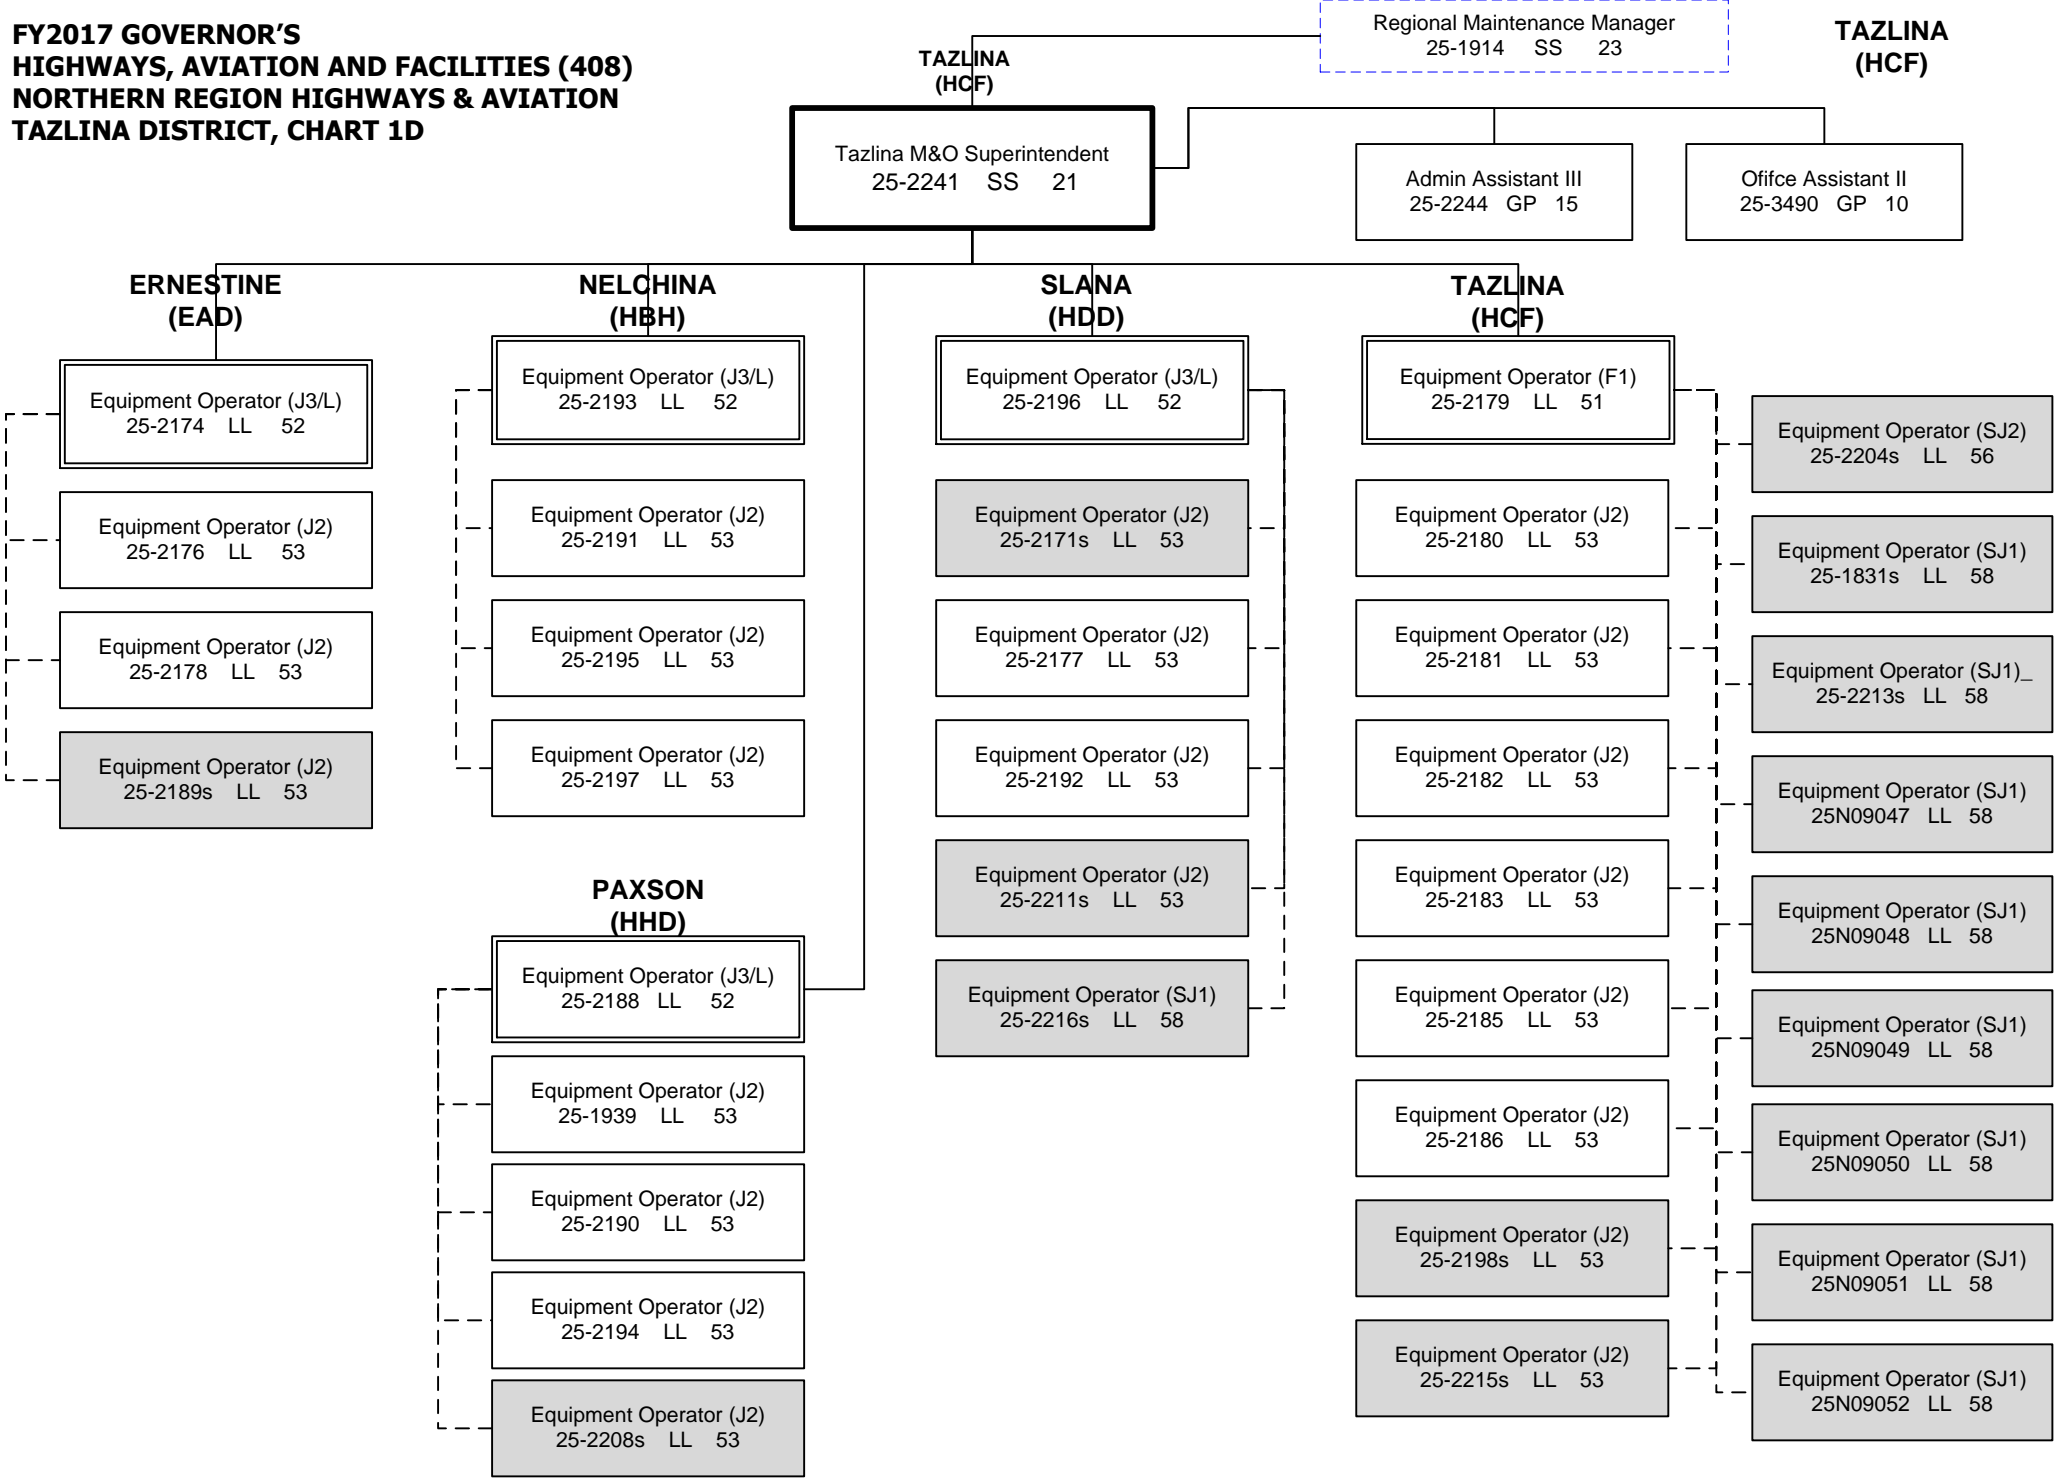 FY2017 GOVERNOR'S
HIGHWAYS, AVIATION AND FACILITIES (408)
NORTHERN REGION HIGHWAYS & AVIATION
TAZLINA DISTRICT, CHART 1D
TAZLINA
(HCF)
Regional Maintenance Manager
25-1914 SS 23
TAZLINA
(HCF)
Tazlina M&O Superintendent
25-2241 SS 21
Admin Assistant III
25-2244 GP 15
Ofifce Assistant II
25-3490 GP 10
ERNESTINE
(EAD)
Equipment Operator (J3/L)
25-2174 LL 52
Equipment Operator (J2)
25-2176 LL 53
Equipment Operator (J2)
25-2178 LL 53
Equipment Operator (J2)
25-2189s LL 53
NELCHINA
(HBH)
Equipment Operator (J3/L)
25-2193 LL 52
Equipment Operator (J2)
25-2191 LL 53
Equipment Operator (J2)
25-2195 LL 53
Equipment Operator (J2)
25-2197 LL 53
PAXSON
(HHD)
Equipment Operator (J3/L)
25-2188 LL 52
Equipment Operator (J2)
25-1939 LL 53
Equipment Operator (J2)
25-2190 LL 53
Equipment Operator (J2)
25-2194 LL 53
Equipment Operator (J2)
25-2208s LL 53
SLANA
(HDD)
Equipment Operator (J3/L)
25-2196 LL 52
Equipment Operator (J2)
25-2171s LL 53
Equipment Operator (J2)
25-2177 LL 53
Equipment Operator (J2)
25-2192 LL 53
Equipment Operator (J2)
25-2211s LL 53
Equipment Operator (SJ1)
25-2216s LL 58
TAZLINA
(HCF)
Equipment Operator (F1)
25-2179 LL 51
Equipment Operator (J2)
25-2180 LL 53
Equipment Operator (J2)
25-2181 LL 53
Equipment Operator (J2)
25-2182 LL 53
Equipment Operator (J2)
25-2183 LL 53
Equipment Operator (J2)
25-2185 LL 53
Equipment Operator (J2)
25-2186 LL 53
Equipment Operator (J2)
25-2198s LL 53
Equipment Operator (J2)
25-2215s LL 53
Equipment Operator (SJ2)
25-2204s LL 56
Equipment Operator (SJ1)
25-1831s LL 58
Equipment Operator (SJ1)_
25-2213s LL 58
Equipment Operator (SJ1)
25N09047 LL 58
Equipment Operator (SJ1)
25N09048 LL 58
Equipment Operator (SJ1)
25N09049 LL 58
Equipment Operator (SJ1)
25N09050 LL 58
Equipment Operator (SJ1)
25N09051 LL 58
Equipment Operator (SJ1)
25N09052 LL 58